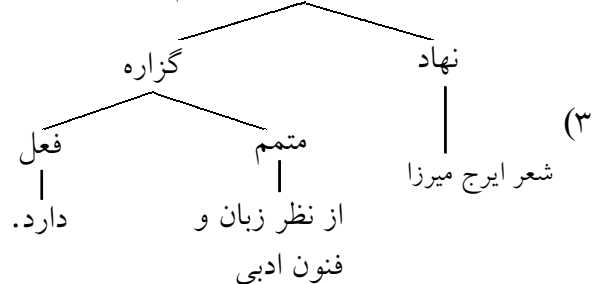 نهاد
گزاره
۳)
متمم
فعل
شعر ایرج میرزا
از نظر زبان و
دارد.
فنون ادبی